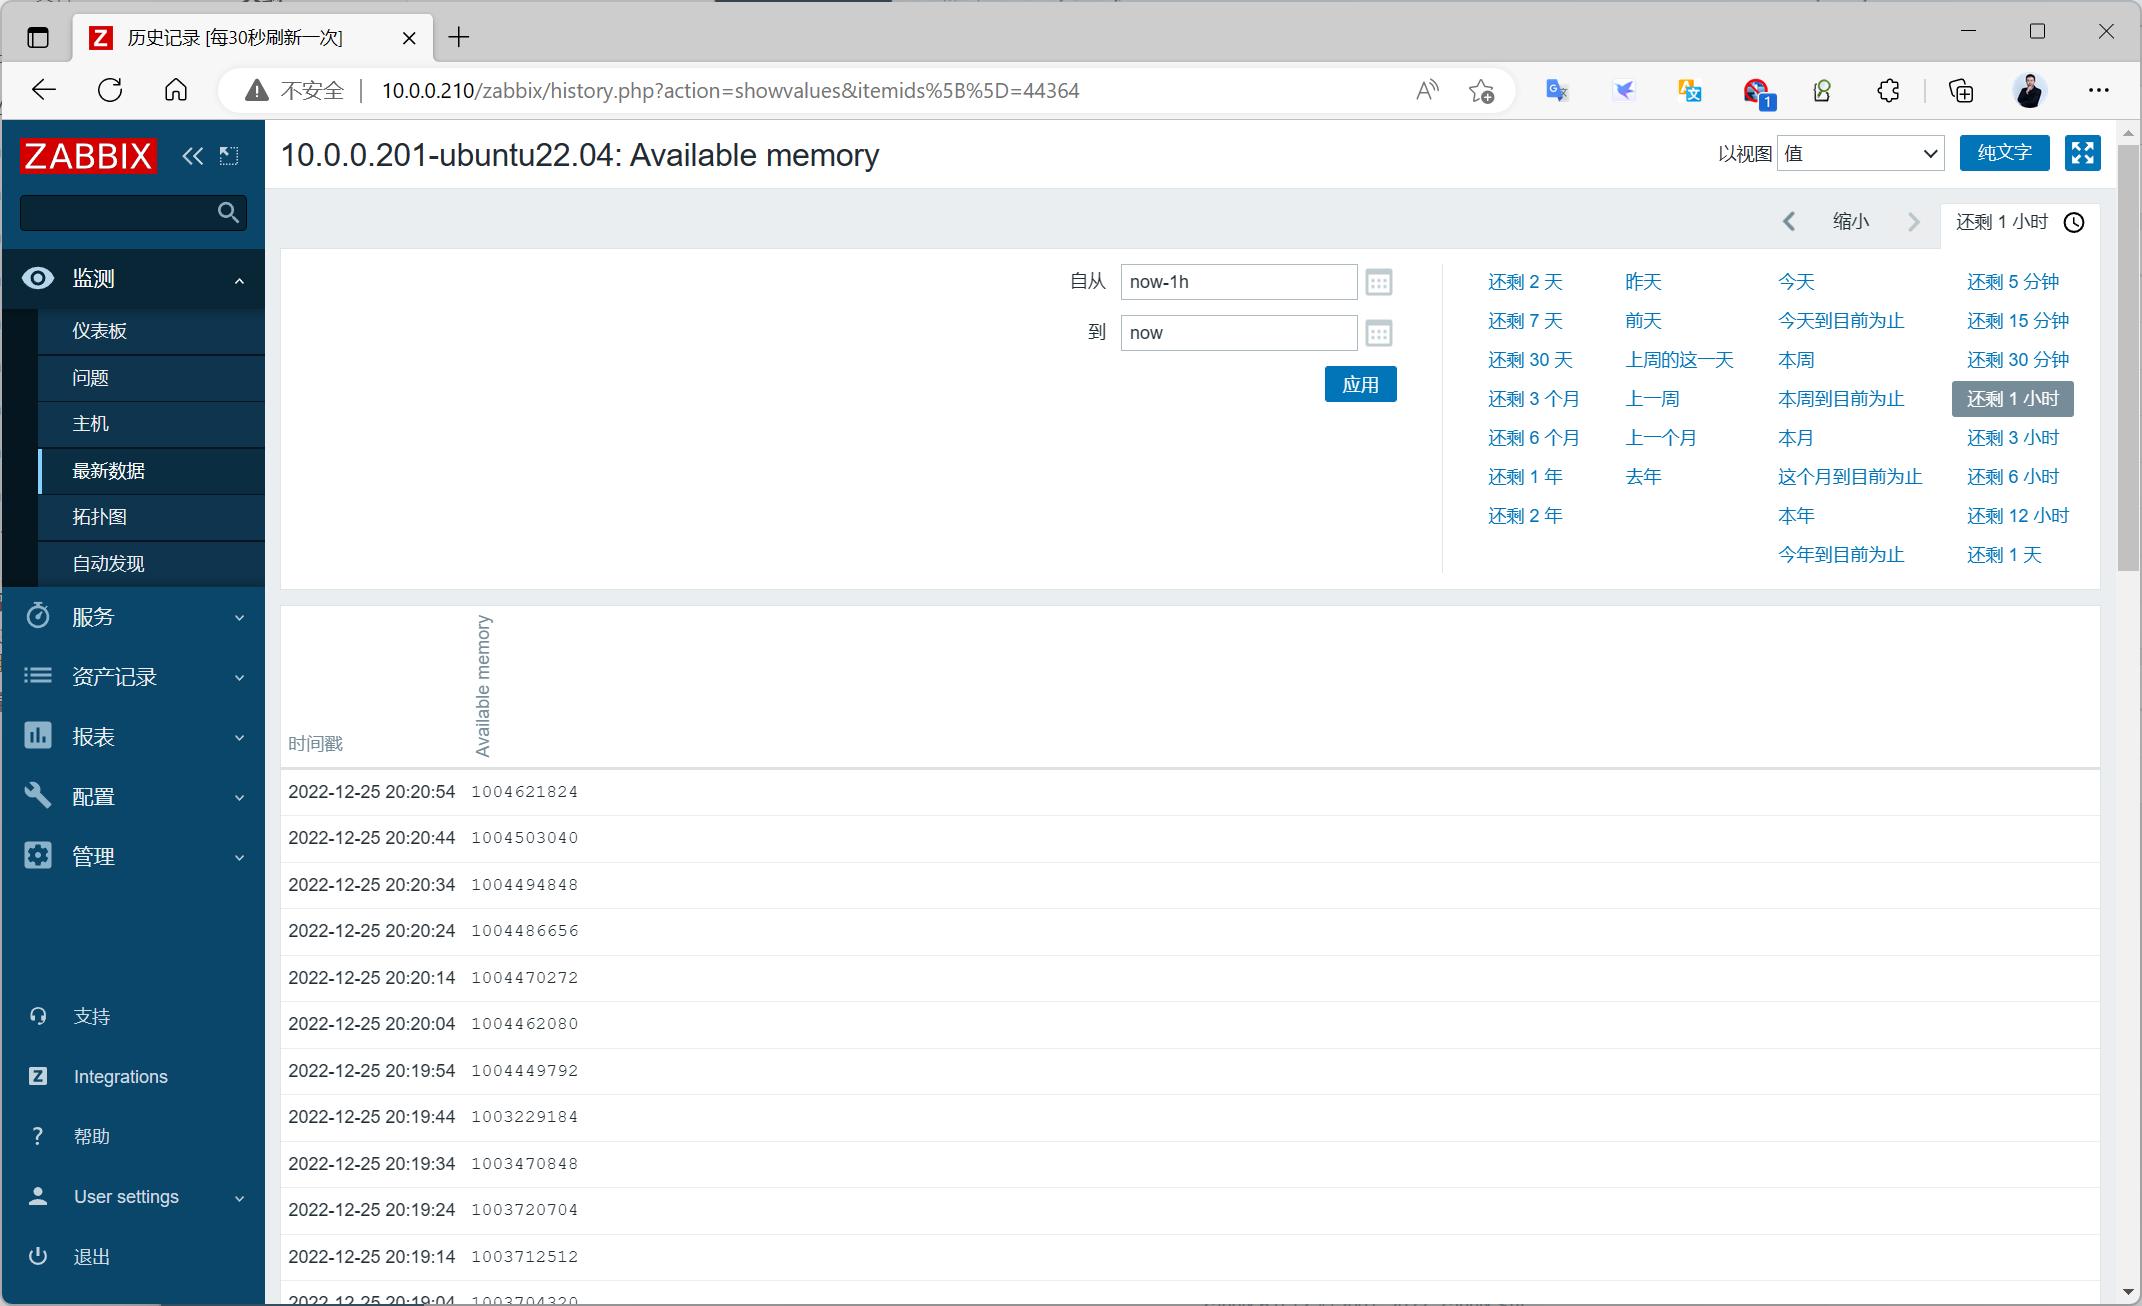 历史记录 [每30秒刷新一次]
不安全 10.0.0.210/zabbix/history.php?action=showvalues&itemids%5B%5D=44364
1
ZABBIX
监测
仪表板
问题
主机
最新数据
拓扑图
自动发现
服务
资产记录
报表
配置
管理
支持
Integrations
帮助
User settings
退出
10.0.0.201-ubuntu22.04: Available memory
以视图 值 纯文字
缩小 还剩 1 小时
自从 now-1h
到 now
应用
还剩 2 天 昨天 今天 还剩 5 分钟
还剩 7 天 前天 今天到目前为止 还剩 15 分钟
还剩 30 天 上周的这一天 本周 还剩 30 分钟
还剩 3 个月 上一周 本周到目前为止 还剩 1 小时
还剩 6 个月 上一个月 本月 还剩 3 小时
还剩 1 年 去年 这个月到目前为止 还剩 6 小时
还剩 2 年 本年 还剩 12 小时
今年到目前为止 还剩 1 天
时间戳 Available memory
2022-12-25 20:20:54 1004621824
2022-12-25 20:20:44 1004503040
2022-12-25 20:20:34 1004494848
2022-12-25 20:20:24 1004486656
2022-12-25 20:20:14 1004470272
2022-12-25 20:20:04 1004462080
2022-12-25 20:19:54 1004449792
2022-12-25 20:19:44 1003229184
2022-12-25 20:19:34 1003470848
2022-12-25 20:19:24 1003720704
2022-12-25 20:19:14 1003712512
2022-12-25 20:19:04 1003704320